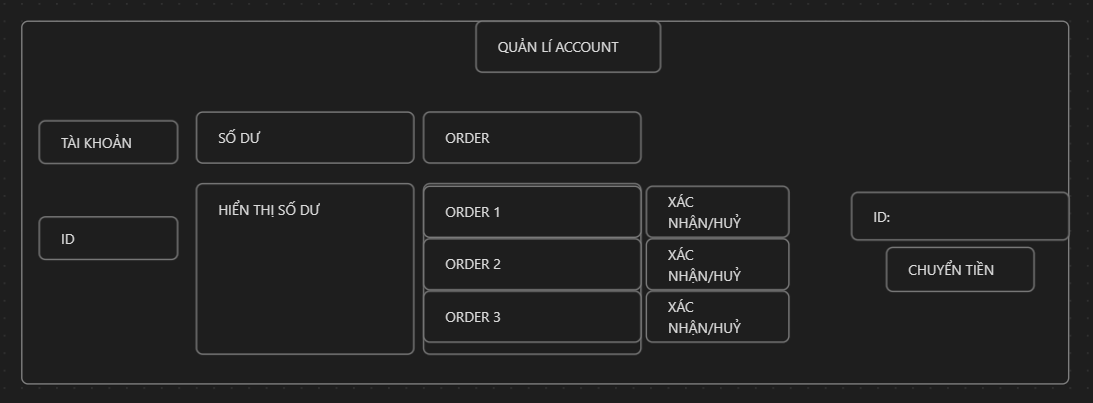 QUẢN LÍ ACCOUNT
TÀI KHOẢN
SỐ DƯ
ORDER
ID
HIỂN THỊ SỐ DƯ
ORDER 1
XÁC
NHẬN/HUỶ
ORDER 2
XÁC
NHẬN/HUỶ
ORDER 3
XÁC
NHẬN/HUỶ
ID:
CHUYỂN TIỀN